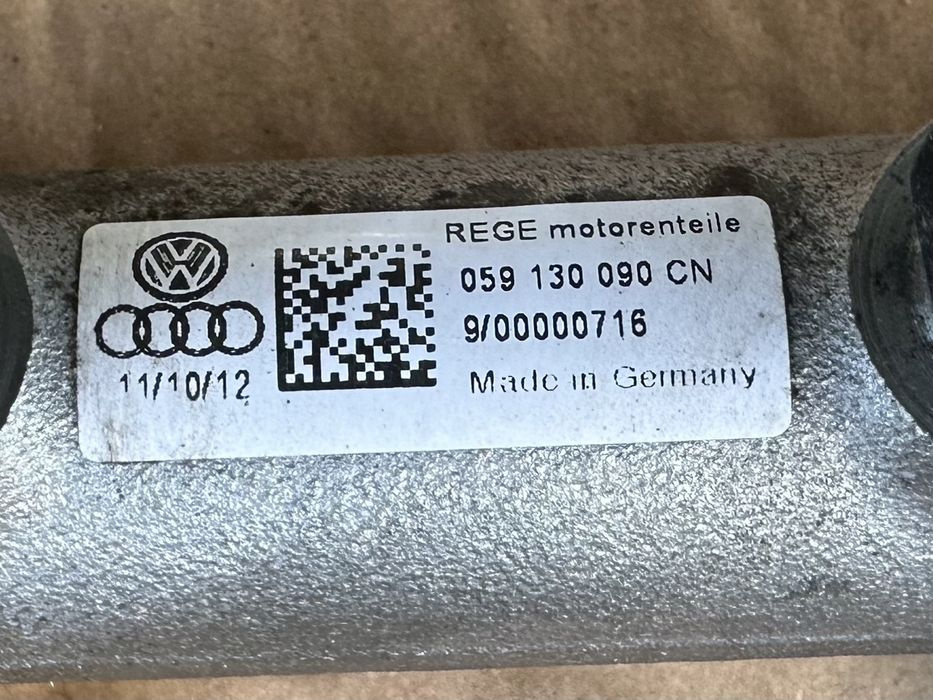 REGE motorenteile
059 130 090 CN
9/00000716
Made in Germany
11/10/12